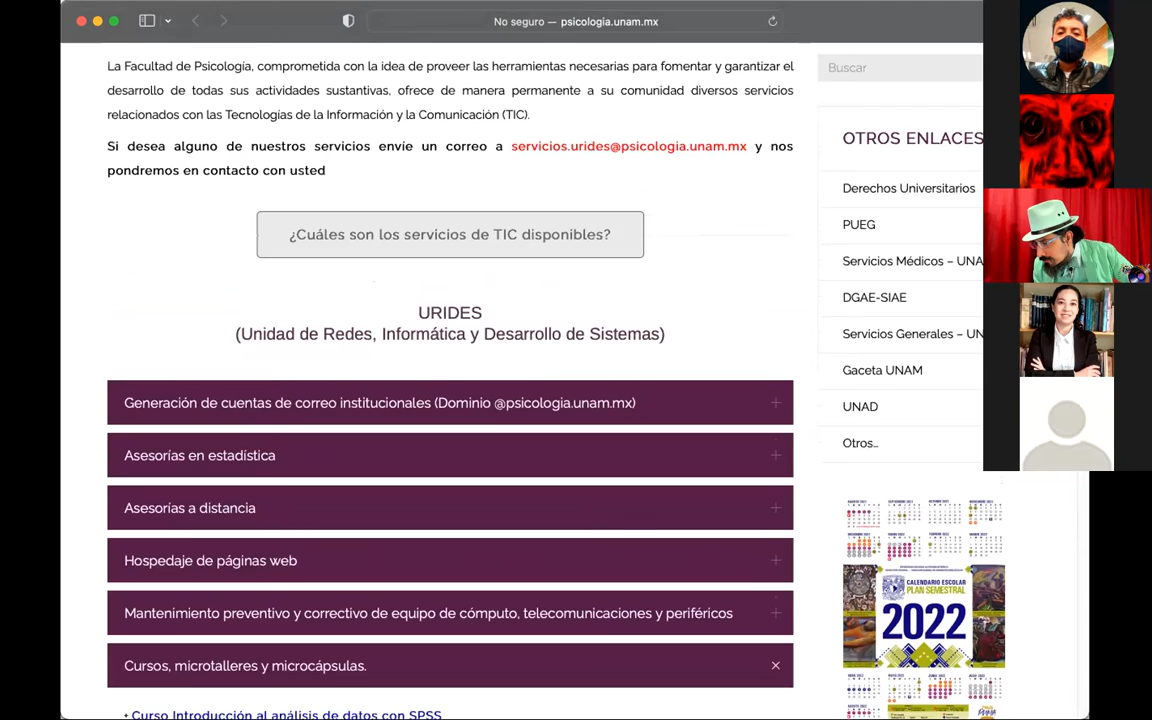 No seguro — psicologia.unam.mx
La Facultad de Psicología, comprometida con la idea de proveer las herramientas necesarias para fomentar y garantizar el
desarrollo de todas sus actividades sustantivas, ofrece de manera permanente a su comunidad diversos servicios
relacionados con las Tecnologías de la Información y la Comunicación (TIC).
Si desea alguno de nuestros servicios envíe un correo a servicios.urides@psicologia.unam.mx y nos
pondremos en contacto con usted
¿Cuáles son los servicios de TIC disponibles?
URIDES
(Unidad de Redes, Informática y Desarrollo de Sistemas)
Generación de cuentas de correo institucionales (Dominio @psicologia.unam.mx)
Asesorías en estadística
Asesorías a distancia
Hospedaje de páginas web
Mantenimiento preventivo y correctivo de equipo de cómputo, telecomunicaciones y periféricos
Cursos, microtalleres y microcápsulas.
+ Curso Introducción al análisis de datos con SPSS
Buscar
OTROS ENLACES
Derechos Universitarios
PUEG
Servicios Médicos – UNA
DGAE-SIAE
Servicios Generales – UN
Gaceta UNAM
UNAD
Otros...
CALENDARIO ESCOLAR
PLAN SEMESTRAL
2022